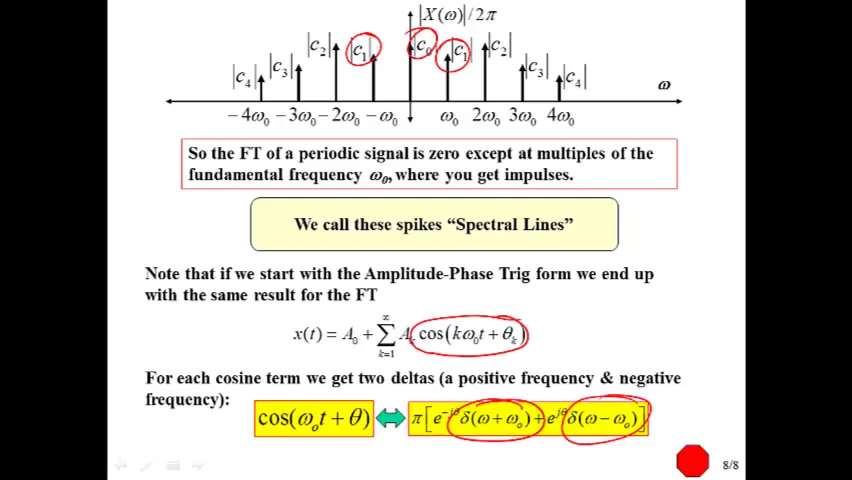 |X(ω)|/2π
|c₄| |c₃| |c₂| |c₁| |c₀| |c₁| |c₂| |c₃| |c₄|
ω
−4ω₀ −3ω₀ −2ω₀ −ω₀ ω₀ 2ω₀ 3ω₀ 4ω₀
So the FT of a periodic signal is zero except at multiples of the
fundamental frequency ω₀, where you get impulses.
We call these spikes “Spectral Lines”
Note that if we start with the Amplitude-Phase Trig form we end up
with the same result for the FT
x(t) = A₀ + ∑_{k=1}^{∞} Aₖ cos(kω₀t + θₖ)
For each cosine term we get two deltas (a positive frequency & negative
frequency):
cos(ωₒt + θ) ⇔ π[e^{−jθ}δ(ω + ωₒ) + e^{jθ}δ(ω − ωₒ)]
8/8